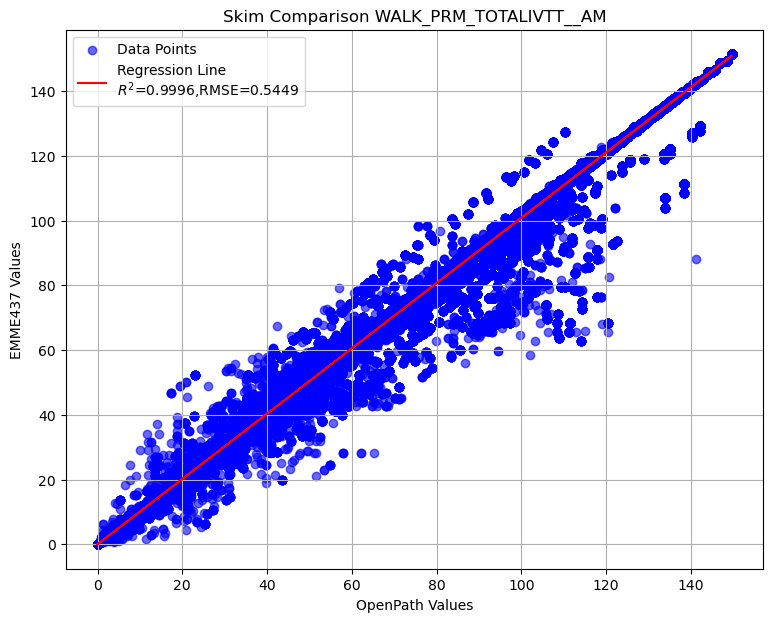 Skim Comparison WALK_PRM_TOTALIVTT__AM
Data Points
Regression Line
R²=0.9996,RMSE=0.5449
140
120
100
80
60
40
20
0
EMME437 Values
0 20 40 60 80 100 120 140
OpenPath Values